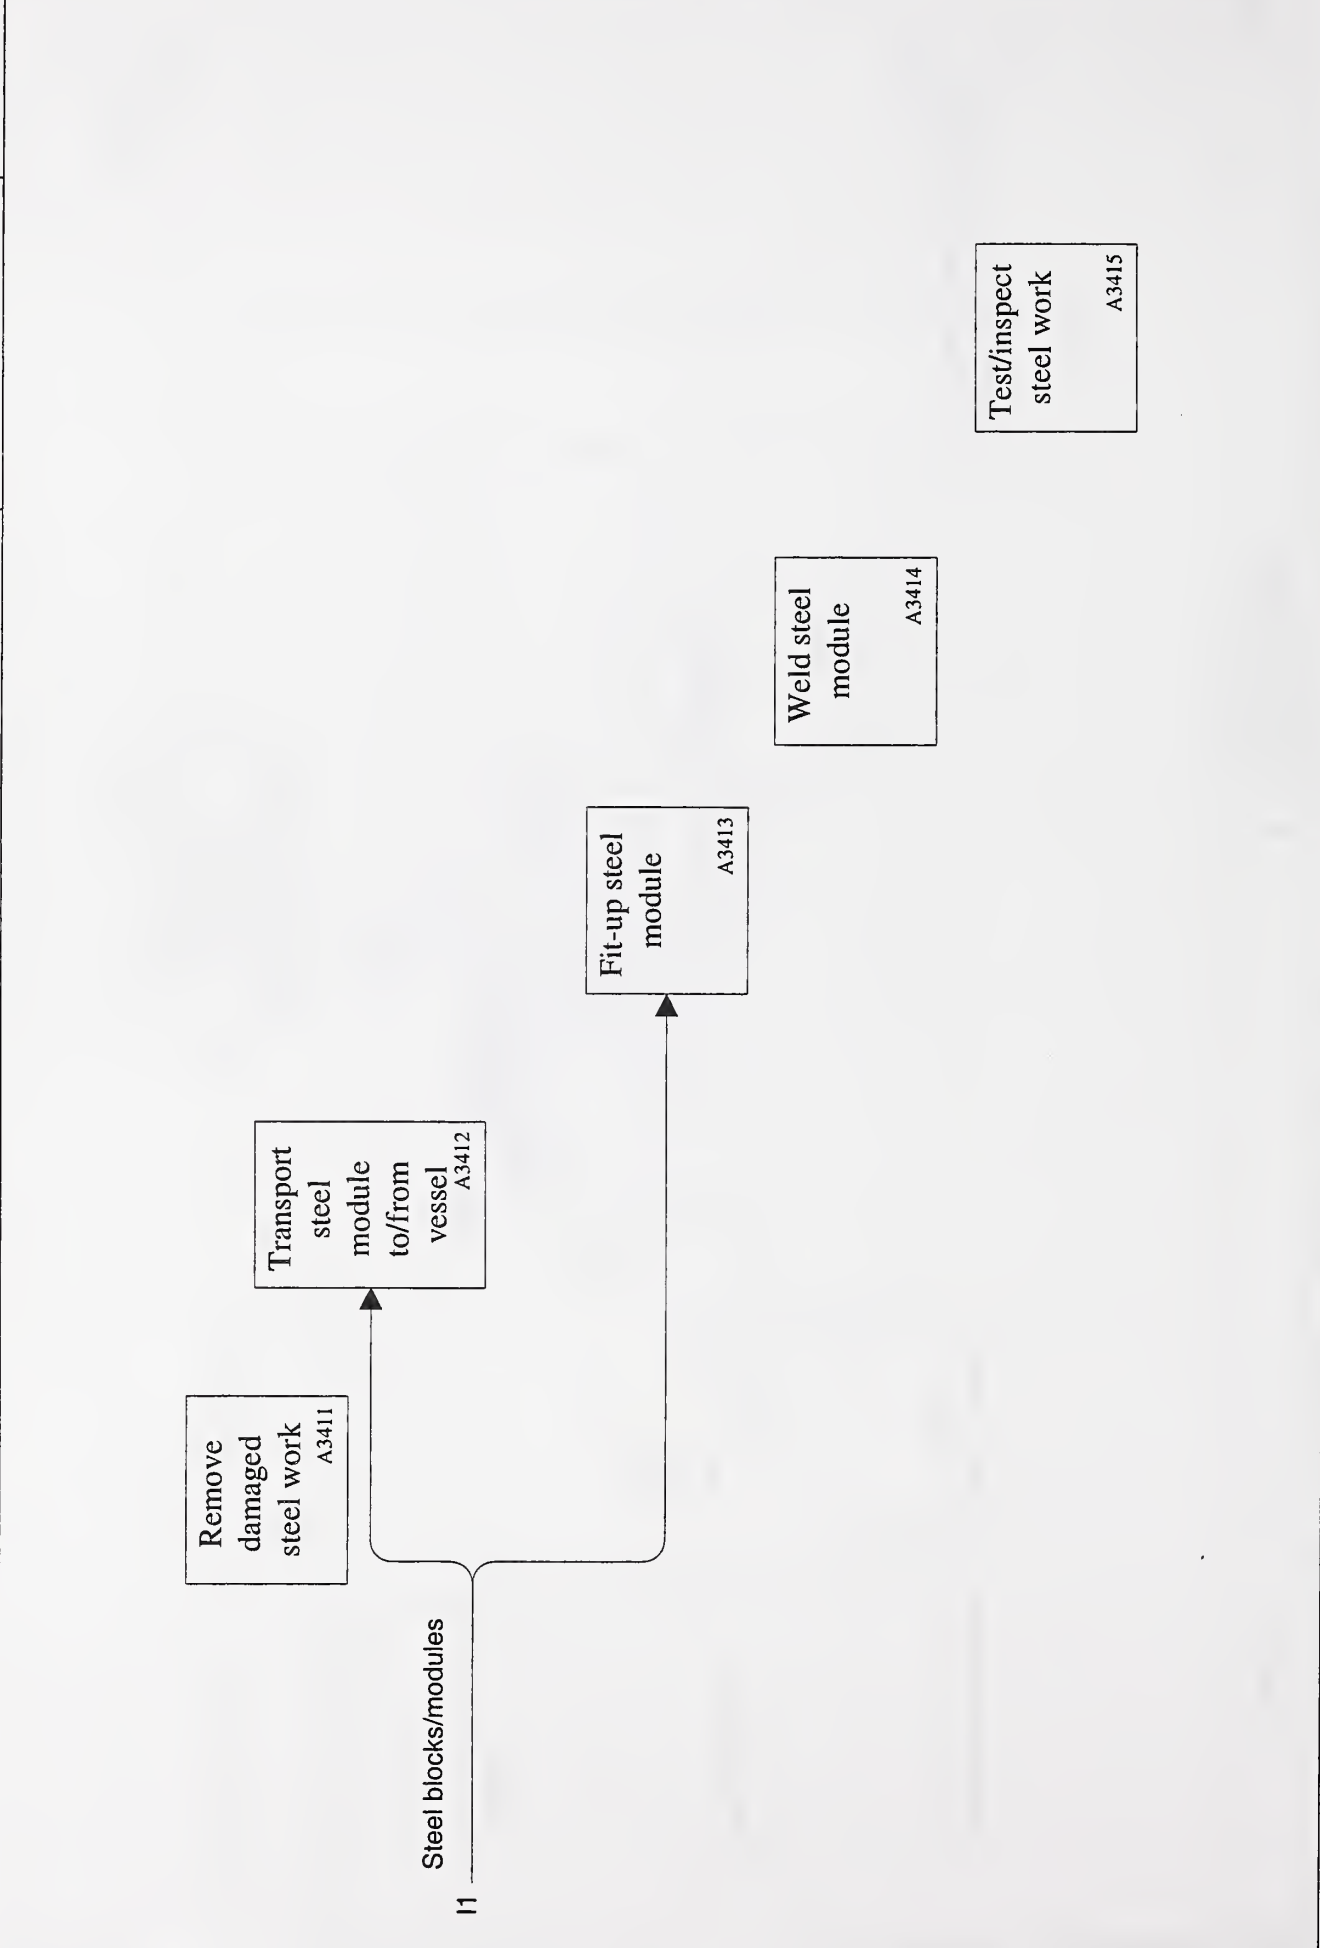 Remove
damaged
steel work
A3411
Transport
steel
module
to/from
vessel
A3412
Steel blocks/modules
I1
Fit-up steel
module
A3413
Weld steel
module
A3414
Test/inspect
steel work
A3415